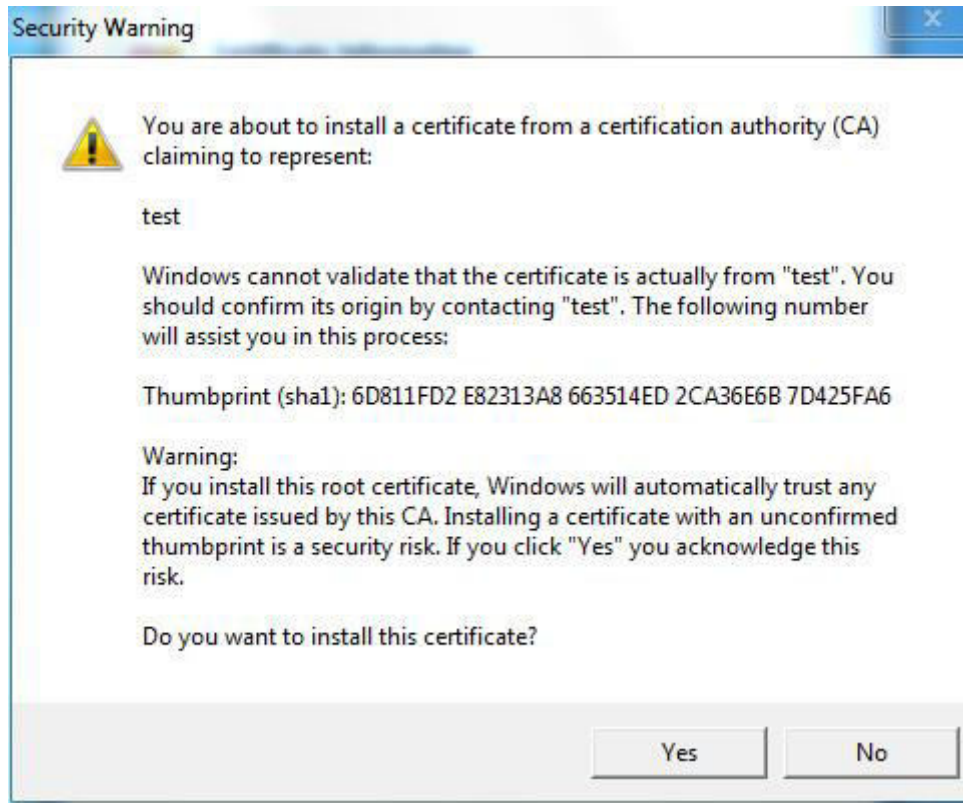 Security Warning
You are about to install a certificate from a certification authority (CA)
claiming to represent:
test
Windows cannot validate that the certificate is actually from "test". You
should confirm its origin by contacting "test". The following number
will assist you in this process:
Thumbprint (sha1): 6D811FD2 E82313A8 663514ED 2CA36E6B 7D425FA6
Warning:
If you install this root certificate, Windows will automatically trust any
certificate issued by this CA. Installing a certificate with an unconfirmed
thumbprint is a security risk. If you click "Yes" you acknowledge this
risk.
Do you want to install this certificate?
Yes
No